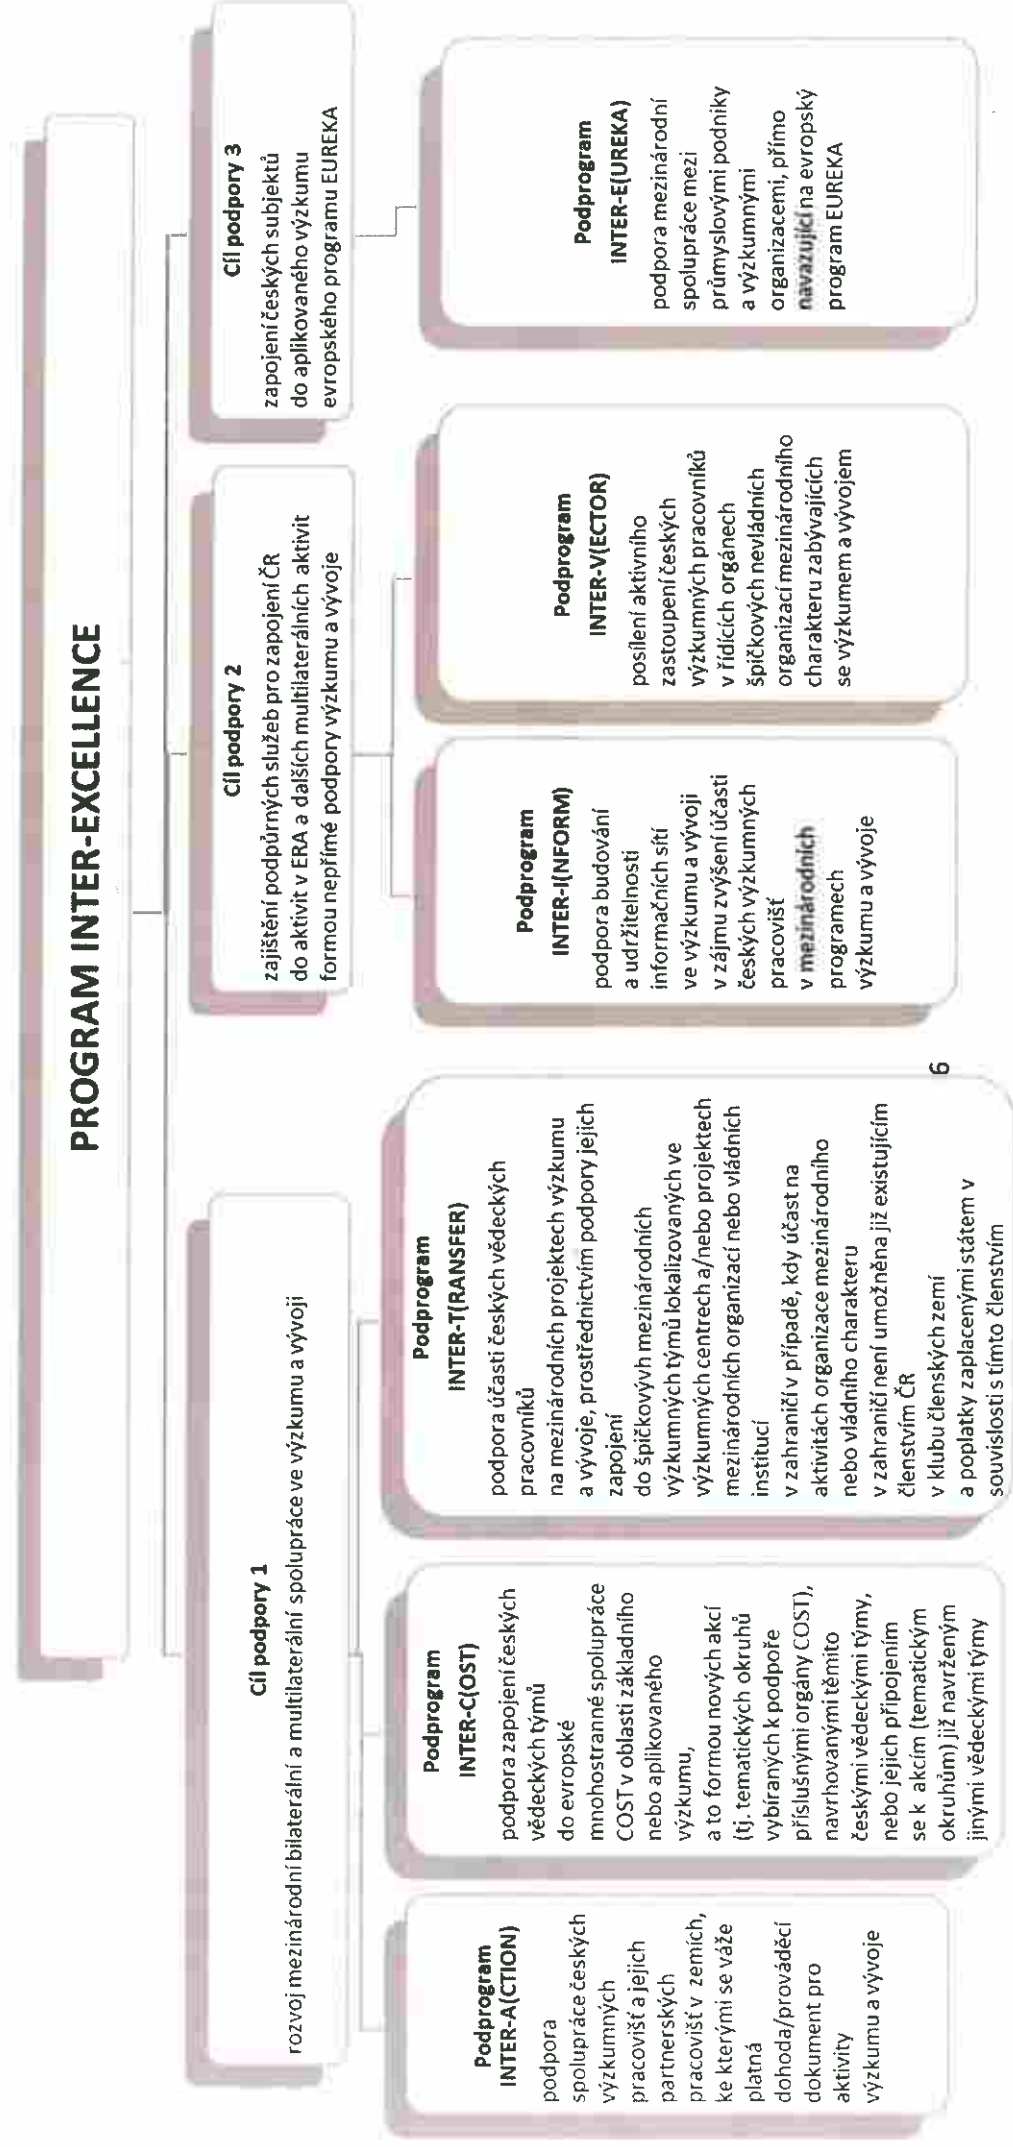 PROGRAM INTER-EXCELLENCE
Cíl podpory 1
rozvoj mezinárodní bilaterální a multilaterální spolupráce ve výzkumu a vývoji
Podprogram
INTER-A(CTION)
podpora
spolupráce českých
výzkumných
pracovišť a jejich
partnerských
pracovišť v zemích,
ke kterými se váže
platná
dohoda/prováděcí
dokument pro
aktivity
výzkumu a vývoje
Podprogram
INTER-C(OST)
podpora zapojení českých
vědeckých týmů
do evropské
mnohostranné spolupráce
COST v oblasti základního
nebo aplikovaného
výzkumu,
a to formou nových akcí
(tj. tematických okruhů
vybíraných k podpoře
příslušnými orgány COST),
navrhovanými těmito
českými vědeckými týmy,
nebo jejich připojením
se k akcím (tematickým
okruhům) již navrženým
jinými vědeckými týmy
Podprogram
INTER-T(RANSFER)
podpora účasti českých vědeckých
pracovníků
na mezinárodních projektech výzkumu
a vývoje, prostřednictvím podpory jejich
zapojení
do špičkových mezinárodních
výzkumných týmů lokalizovaných ve
výzkumných centrech a/nebo projektech
mezinárodních organizací nebo vládních
institucí
v zahraničí v případě, kdy účast na
aktivitách organizace mezinárodního
nebo vládního charakteru
v zahraničí není umožněna již existujícím
členstvím ČR
v klubu členských zemí
a poplatky zaplacenými státem v
souvislosti s tímto členstvím
Cíl podpory 2
zajištění podpůrných služeb pro zapojení ČR
do aktivit v ERA a dalších multilaterálních aktivit
formou nepřímé podpory výzkumu a vývoje
Podprogram
INTER-I(NFORM)
podpora budování
a udržitelnosti
informačních sítí
ve výzkumu a vývoji
v zájmu zvýšení účasti
českých výzkumných
pracovišť
v mezinárodních
programech
výzkumu a vývoje
Podprogram
INTER-V(ECTOR)
posílení aktivního
zastoupení českých
výzkumných pracovníků
v řídících orgánech
špičkových nevládních
organizací mezinárodního
charakteru zabývajících
se výzkumem a vývojem
Cíl podpory 3
zapojení českých subjektů
do aplikovaného výzkumu
evropského programu EUREKA
Podprogram
INTER-E(UREKA)
podpora mezinárodní
spolupráce mezi
průmyslovými podniky
a výzkumnými
organizacemi, přímo
navazující na evropský
program EUREKA
6